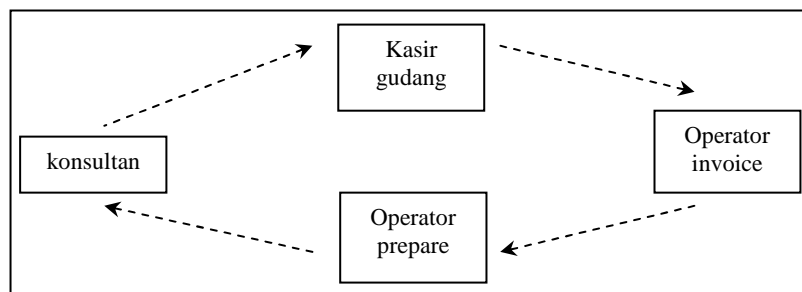 Kasir
gudang
konsultan
Operator
invoice
Operator
prepare